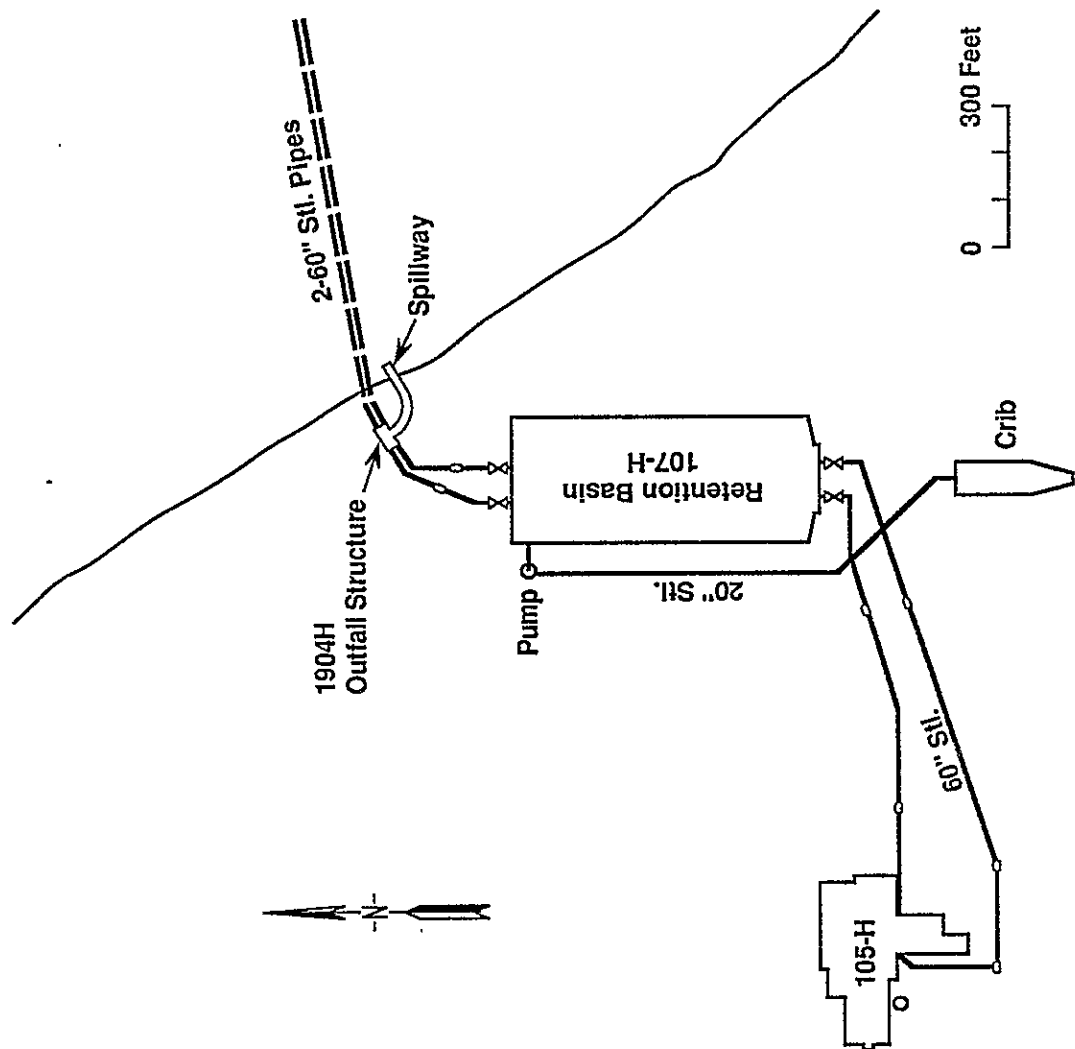 2-60" Stl. Pipes
Spillway
1904H
Outfall Structure
-N-
Retention Basin
107-H
Pump
20" Stl.
Crib
60" Stl.
105-H
0 300 Feet